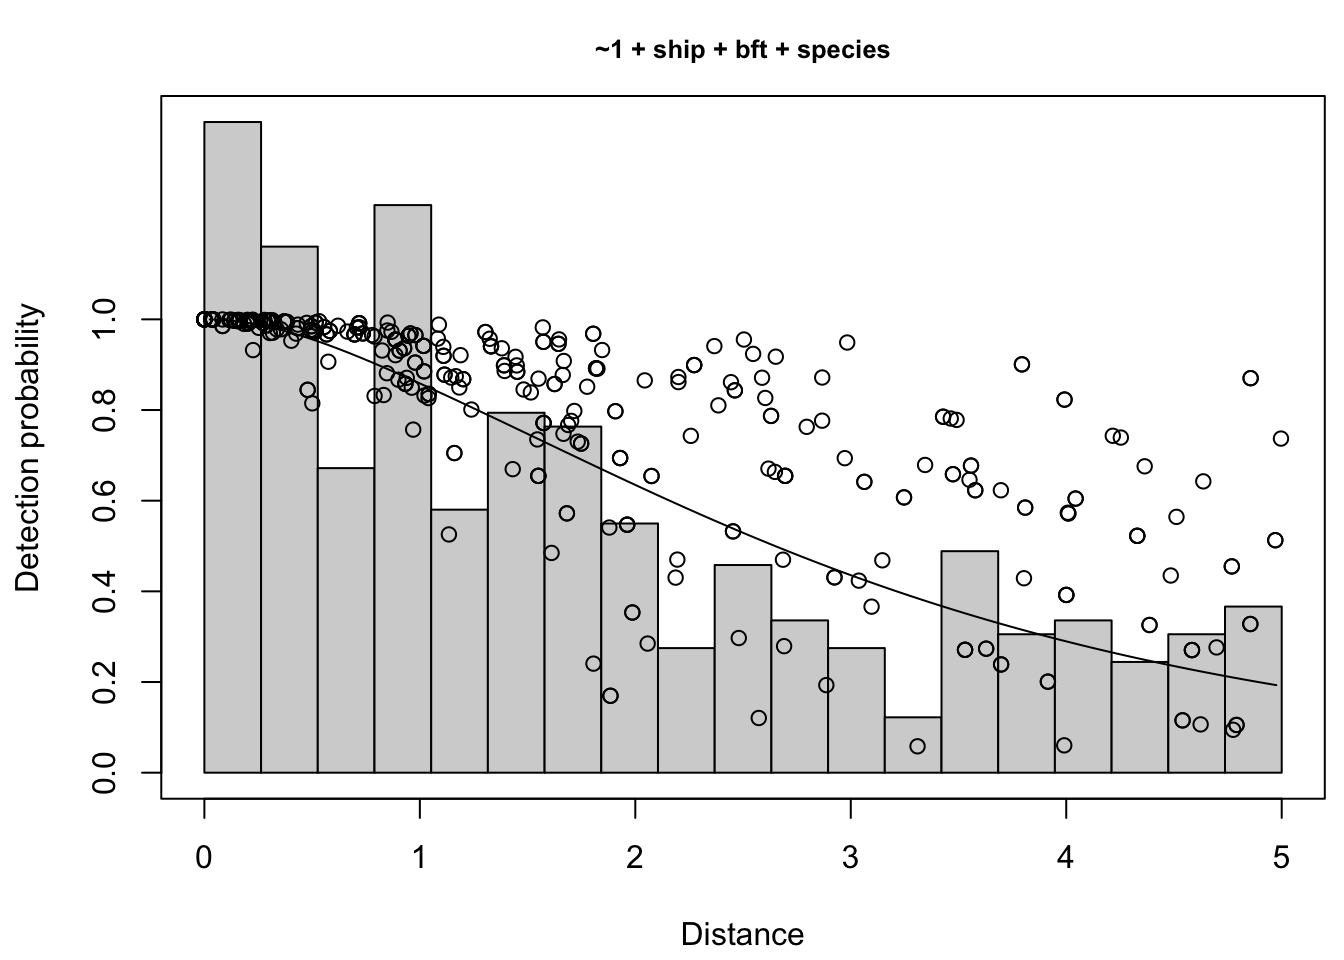 ~1 + ship + bft + species
Detection probability
1.0
0.8
0.6
0.4
0.2
0.0
0 1 2 3 4 5
Distance